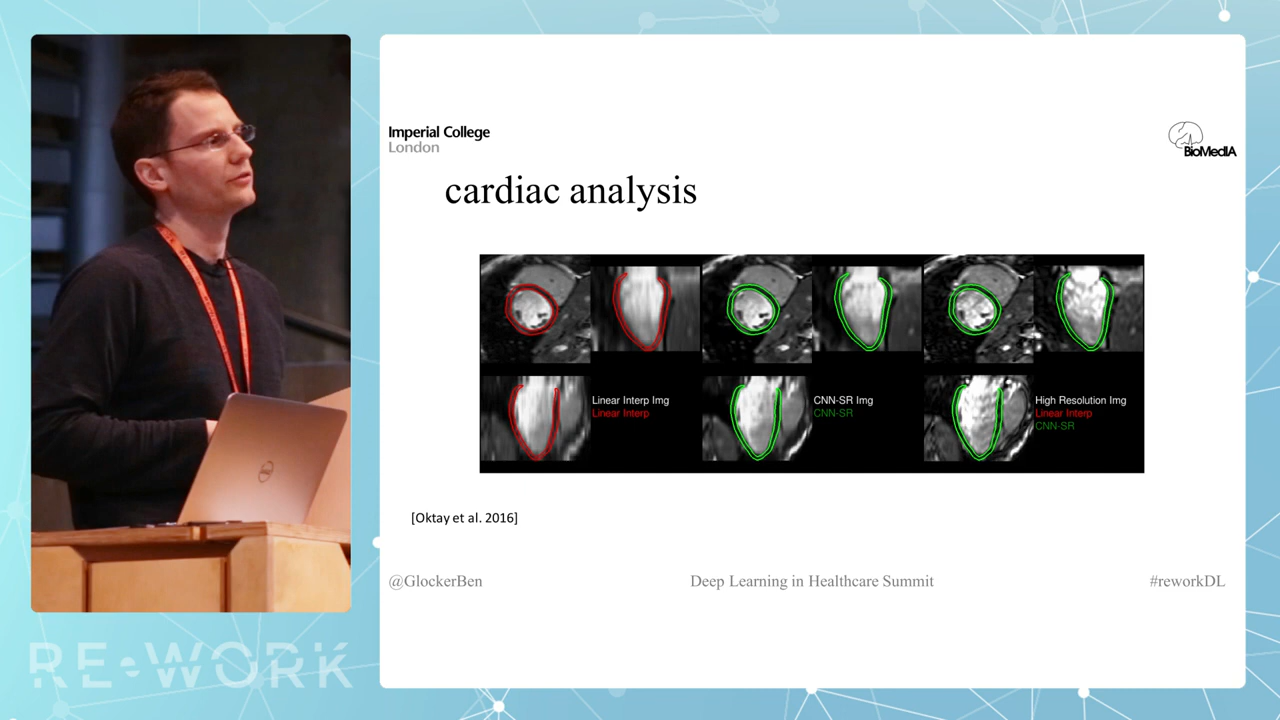 Imperial College
London
BioMedIA
cardiac analysis
Linear Interp Img
Linear Interp
CNN-SR Img
CNN-SR
High Resolution Img
Linear Interp
CNN-SR
[Oktay et al. 2016]
@GlockerBen
Deep Learning in Healthcare Summit
#reworkDL
RE•WORK